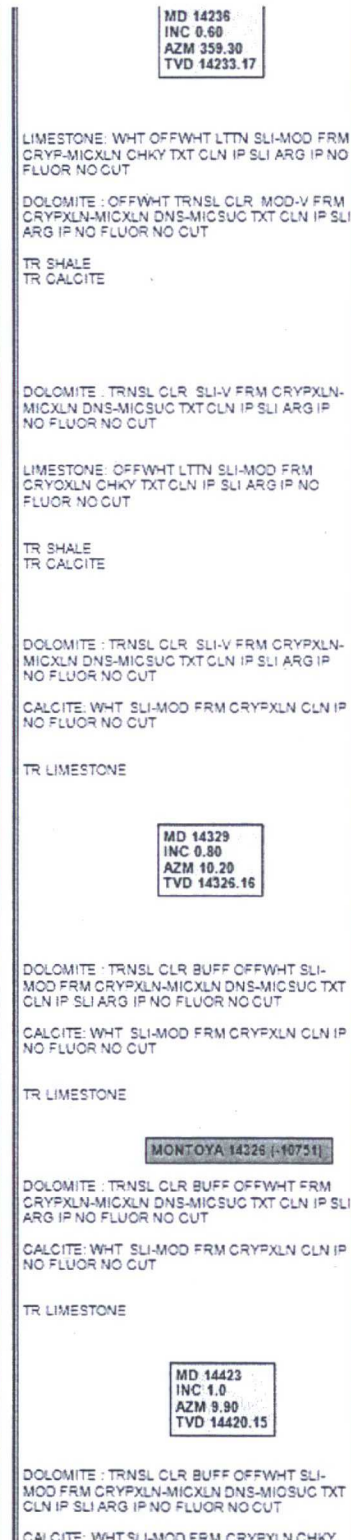 MD 14236
INC 0.60
AZM 359.30
TVD 14233.17
LIMESTONE: WHT OFFWHT LTTN SLI-MOD FRM
CRYP-MICXLN CHKY TXT CLN IP SLI ARG IP NO
FLUOR NO CUT
DOLOMITE : OFFWHT TRNSL CLR MOD-V FRM
CRYPXLN-MICXLN DNS-MICSUC TXT CLN IP SLI
ARG IP NO FLUOR NO CUT
TR SHALE
TR CALCITE
DOLOMITE : TRNSL CLR SLI-V FRM CRYPXLN-
MICXLN DNS-MICSUC TXT CLN IP SLI ARG IP
NO FLUOR NO CUT
LIMESTONE: OFFWHT LTTN SLI-MOD FRM
CRYOXLN CHKY TXT CLN IP SLI ARG IP NO
FLUOR NO CUT
TR SHALE
TR CALCITE
DOLOMITE : TRNSL CLR SLI-V FRM CRYPXLN-
MICXLN DNS-MICSUC TXT CLN IP SLI ARG IP
NO FLUOR NO CUT
CALCITE: WHT SLI-MOD FRM CRYPXLN CLN IP
NO FLUOR NO CUT
TR LIMESTONE
MD 14329
INC 0.80
AZM 10.20
TVD 14326.16
DOLOMITE : TRNSL CLR BUFF OFFWHT SLI-
MOD FRM CRYPXLN-MICXLN DNS-MICSUC TXT
CLN IP SLI ARG IP NO FLUOR NO CUT
CALCITE: WHT SLI-MOD FRM CRYPXLN CLN IP
NO FLUOR NO CUT
TR LIMESTONE
MONTOYA 14326 (-10751)
DOLOMITE : TRNSL CLR BUFF OFFWHT FRM
CRYPXLN-MICXLN DNS-MICSUC TXT CLN IP SLI
ARG IP NO FLUOR NO CUT
CALCITE: WHT SLI-MOD FRM CRYPXLN CLN IP
NO FLUOR NO CUT
TR LIMESTONE
MD 14423
INC 1.0
AZM 9.90
TVD 14420.15
DOLOMITE : TRNSL CLR BUFF OFFWHT SLI-
MOD FRM CRYPXLN-MICXLN DNS-MICSUC TXT
CLN IP SLI ARG IP NO FLUOR NO CUT
CALCITE: WHT SLI-MOD FRM CRYPXLN CHKY